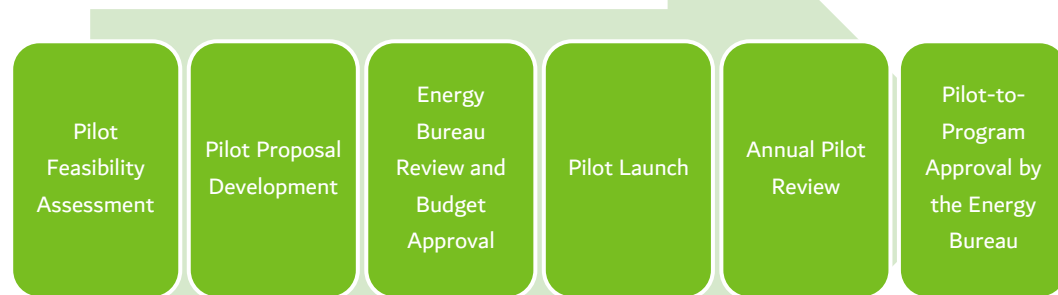 Pilot
Feasibility
Assessment
Pilot Proposal
Development
Energy
Bureau
Review and
Budget
Approval
Pilot Launch
Annual Pilot
Review
Pilot-to-
Program
Approval by
the Energy
Bureau